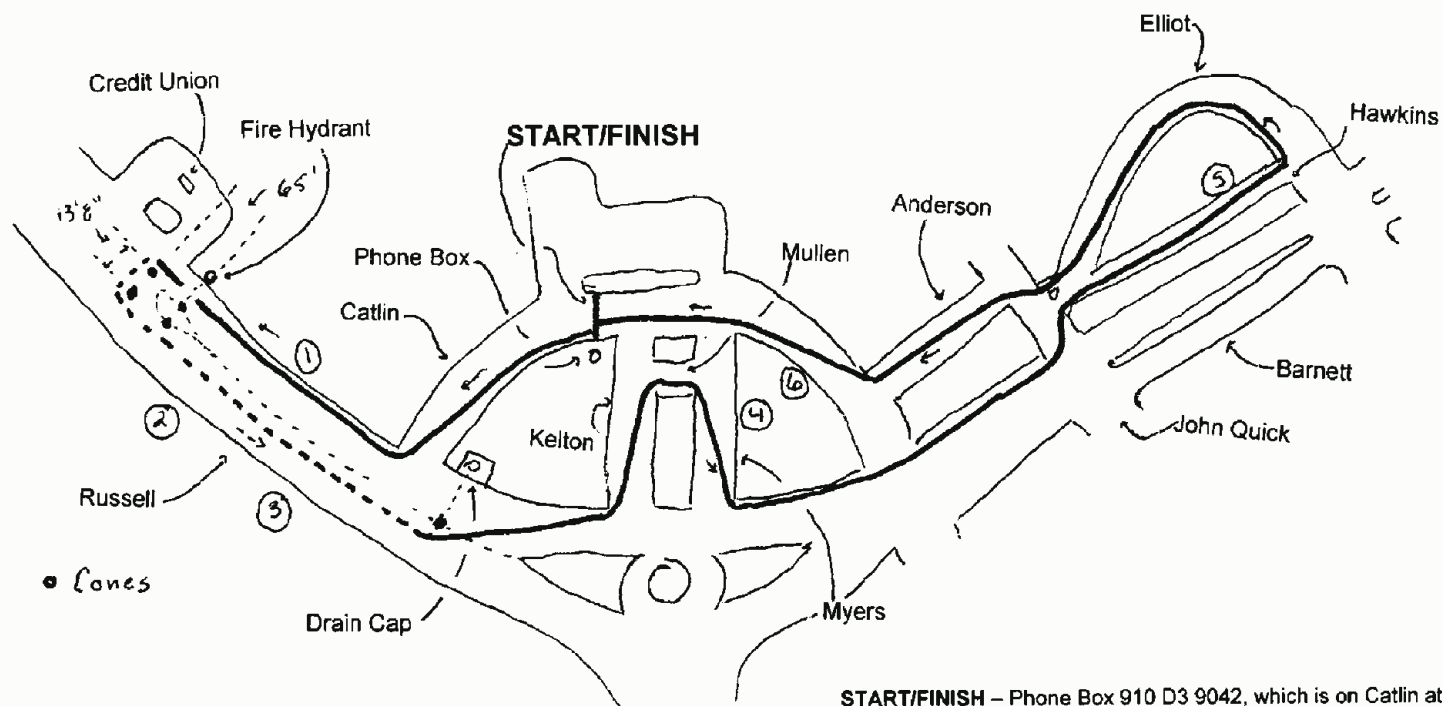 Elliot
Credit Union
Hawkins
Fire Hydrant
START/FINISH
65'
13'8"
5
Anderson
Phone Box
Mullen
Catlin
1
6
Barnett
2
Kelton
4
John Quick
Russell
3
• Cones
Drain Cap
Myers
START/FINISH – Phone Box 910 D3 9042, which is on Catlin at